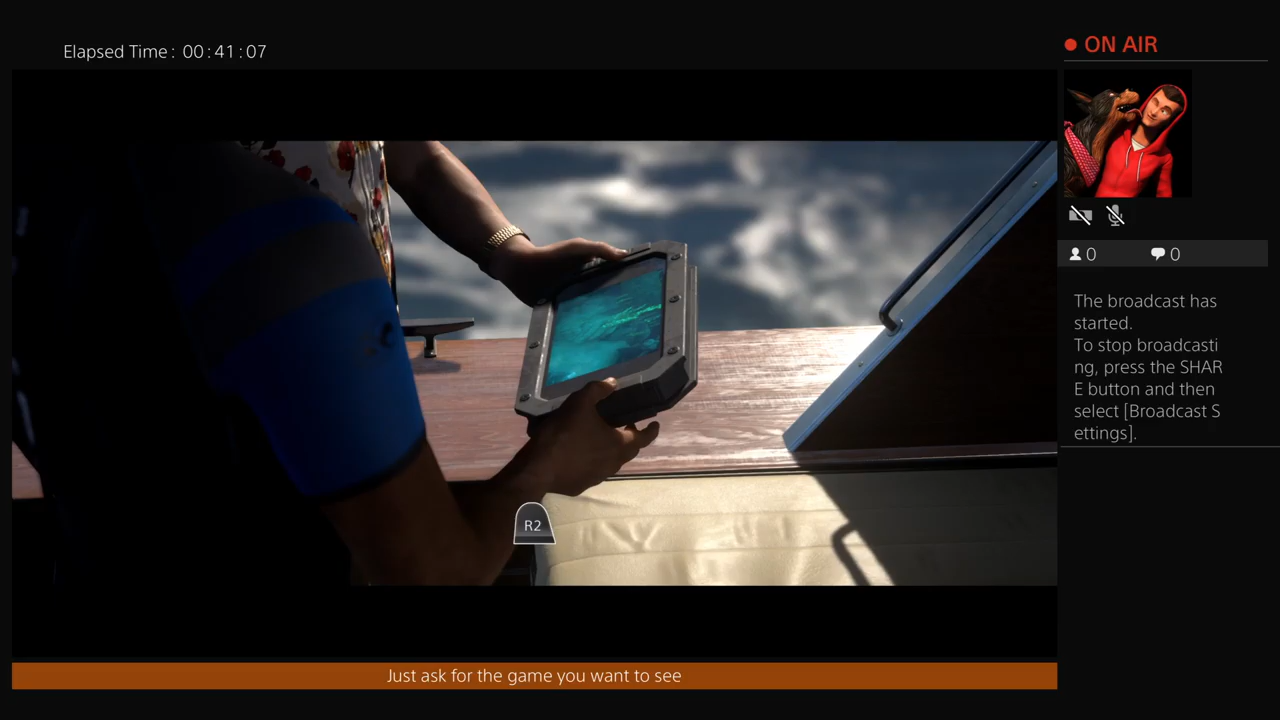 Elapsed Time: 00:41:07
ON AIR
0
0
The broadcast has
started.
To stop broadcasti
ng, press the SHAR
E button and then
select [Broadcast S
ettings].
R2
Just ask for the game you want to see